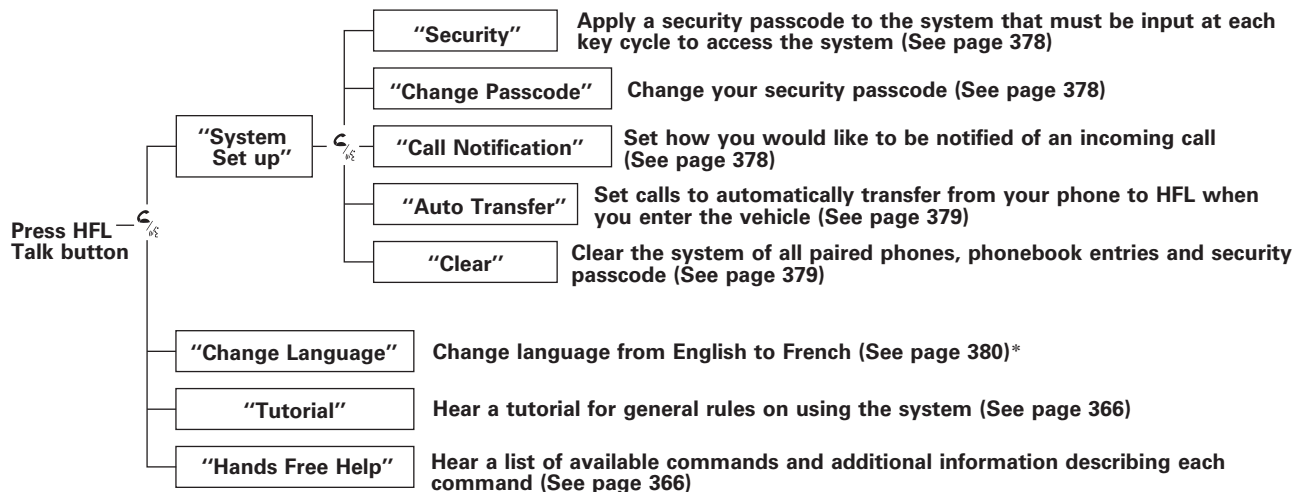 "Security"
Apply a security passcode to the system that must be input at each
key cycle to access the system (See page 378)
"Change Passcode"
Change your security passcode (See page 378)
"System
Set up"
"Call Notification"
Set how you would like to be notified of an incoming call
(See page 378)
"Auto Transfer"
Set calls to automatically transfer from your phone to HFL when
you enter the vehicle (See page 379)
Press HFL
Talk button
"Clear"
Clear the system of all paired phones, phonebook entries and security
passcode (See page 379)
"Change Language"
Change language from English to French (See page 380)*
"Tutorial"
Hear a tutorial for general rules on using the system (See page 366)
"Hands Free Help"
Hear a list of available commands and additional information describing each
command (See page 366)